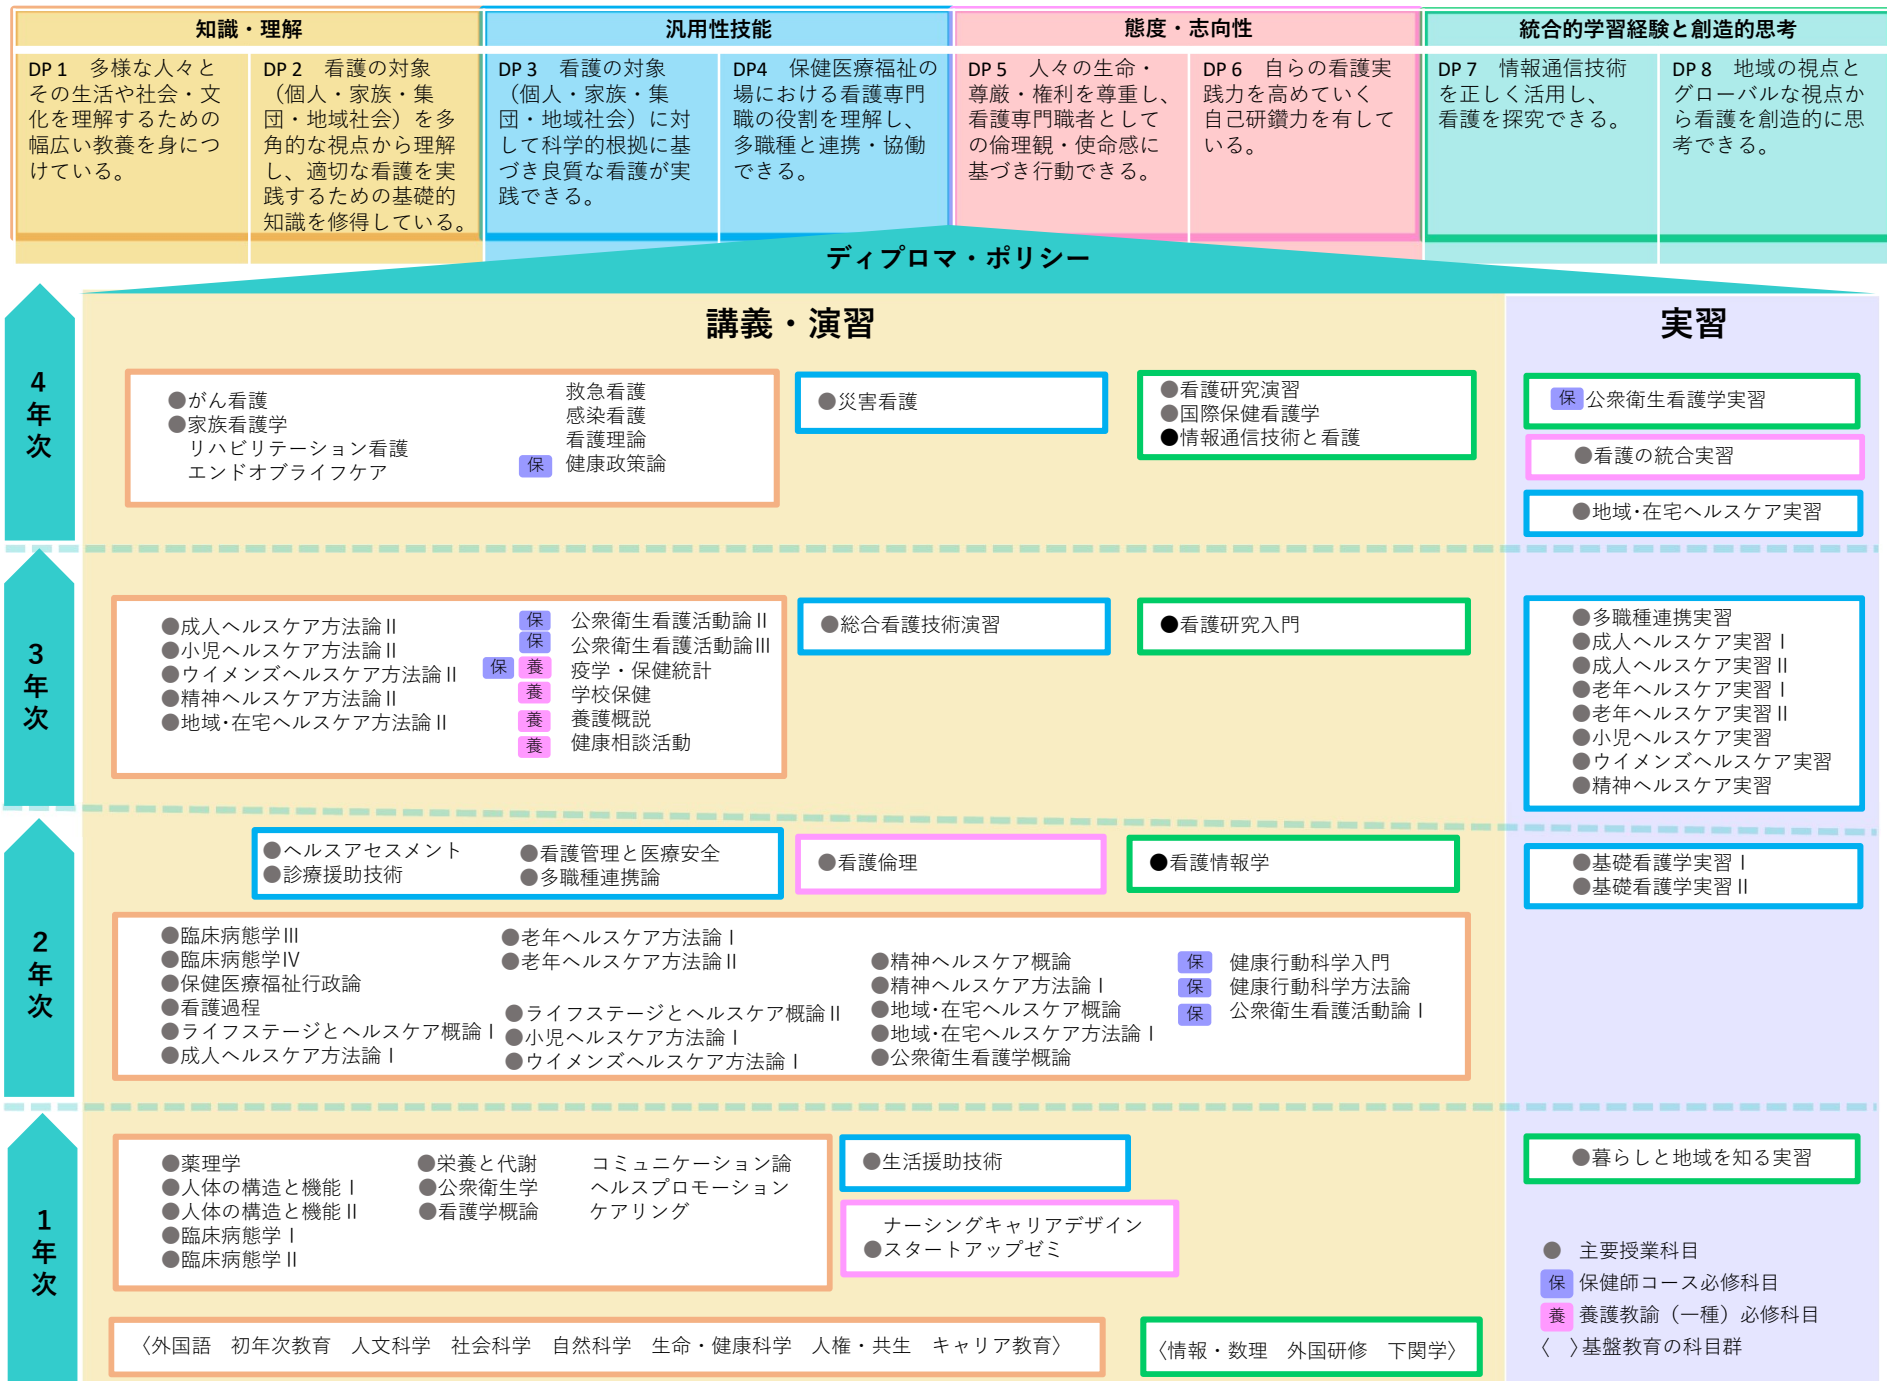 知識・理解
汎用性技能
態度・志向性
統合的学習経験と創造的思考
DP 1　多様な人々と
その生活や社会・文
化を理解するための
幅広い教養を身につ
けている。
DP 2　看護の対象
（個人・家族・集
団・地域社会）を多
角的な視点から理解
し、適切な看護を実
践するための基礎的
知識を修得している。
DP 3　看護の対象
（個人・家族・集
団・地域社会）に対
して科学的根拠に基
づき良質な看護が実
践できる。
DP4　保健医療福祉の
場における看護専門
職の役割を理解し、
多職種と連携・協働
できる。
DP 5　人々の生命・
尊厳・権利を尊重し、
看護専門職者として
の倫理観・使命感に
基づき行動できる。
DP 6　自らの看護実
践力を高めていく
自己研鑽力を有して
いる。
DP 7　情報通信技術
を正しく活用し、
看護を探究できる。
DP 8　地域の視点と
グローバルな視点か
ら看護を創造的に思
考できる。
ディプロマ・ポリシー
講義・演習
実習
4年次
●がん看護
●家族看護学
リハビリテーション看護
エンドオブライフケア
救急看護
感染看護
看護理論
保 健康政策論
●災害看護
●看護研究演習
●国際保健看護学
●情報通信技術と看護
保 公衆衛生看護学実習
●看護の統合実習
●地域･在宅ヘルスケア実習
3年次
●成人ヘルスケア方法論Ⅱ
●小児ヘルスケア方法論Ⅱ
●ウイメンズヘルスケア方法論Ⅱ
●精神ヘルスケア方法論Ⅱ
●地域･在宅ヘルスケア方法論Ⅱ
保 公衆衛生看護活動論Ⅱ
保 公衆衛生看護活動論Ⅲ
保 養 疫学・保健統計
養 学校保健
養 養護概説
養 健康相談活動
●総合看護技術演習
●看護研究入門
●多職種連携実習
●成人ヘルスケア実習Ⅰ
●成人ヘルスケア実習Ⅱ
●老年ヘルスケア実習Ⅰ
●老年ヘルスケア実習Ⅱ
●小児ヘルスケア実習
●ウイメンズヘルスケア実習
●精神ヘルスケア実習
2年次
●ヘルスアセスメント
●診療援助技術
●看護管理と医療安全
●多職種連携論
●看護倫理
●看護情報学
●基礎看護学実習Ⅰ
●基礎看護学実習Ⅱ
●臨床病態学Ⅲ
●臨床病態学Ⅳ
●保健医療福祉行政論
●看護過程
●ライフステージとヘルスケア概論Ⅰ
●成人ヘルスケア方法論Ⅰ
●老年ヘルスケア方法論Ⅰ
●老年ヘルスケア方法論Ⅱ
●ライフステージとヘルスケア概論Ⅱ
●小児ヘルスケア方法論Ⅰ
●ウイメンズヘルスケア方法論Ⅰ
●精神ヘルスケア概論
●精神ヘルスケア方法論Ⅰ
●地域･在宅ヘルスケア概論
●地域･在宅ヘルスケア方法論Ⅰ
●公衆衛生看護学概論
保 健康行動科学入門
保 健康行動科学方法論
保 公衆衛生看護活動論Ⅰ
1年次
●薬理学
●人体の構造と機能Ⅰ
●人体の構造と機能Ⅱ
●臨床病態学Ⅰ
●臨床病態学Ⅱ
●栄養と代謝
●公衆衛生学
●看護学概論
コミュニケーション論
ヘルスプロモーション
ケアリング
●生活援助技術
ナーシングキャリアデザイン
●スタートアップゼミ
●暮らしと地域を知る実習
〈外国語　初年次教育　人文科学　社会科学　自然科学　生命・健康科学　人権・共生　キャリア教育〉
〈情報・数理　外国研修　下関学〉
●　主要授業科目
保 保健師コース必修科目
養 養護教諭（一種）必修科目
〈　〉基盤教育の科目群